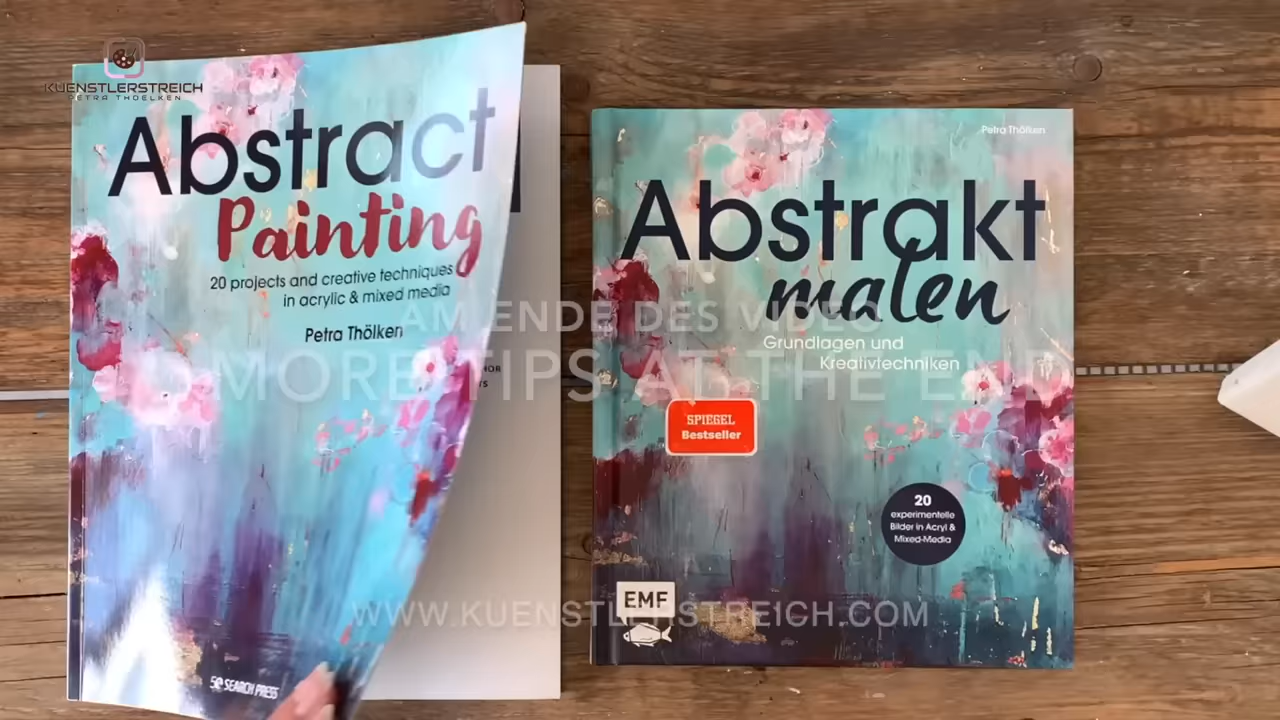 KUENSTLERSTREICH
PETRA THOELKEN
Abstract
Painting
20 projects and creative techniques
in acrylic & mixed media
Petra Thölken
SEARCH PRESS
Petra Thölken
Abstrakt
malen
Grundlagen und
Kreativtechniken
SPIEGEL
Bestseller
20
experimentelle
Bilder in Acryl &
Mixed-Media
EMF
AM ENDE DES VIDEO
MORE TIPS AT THE END
WWW.KUENSTLERSTREICH.COM